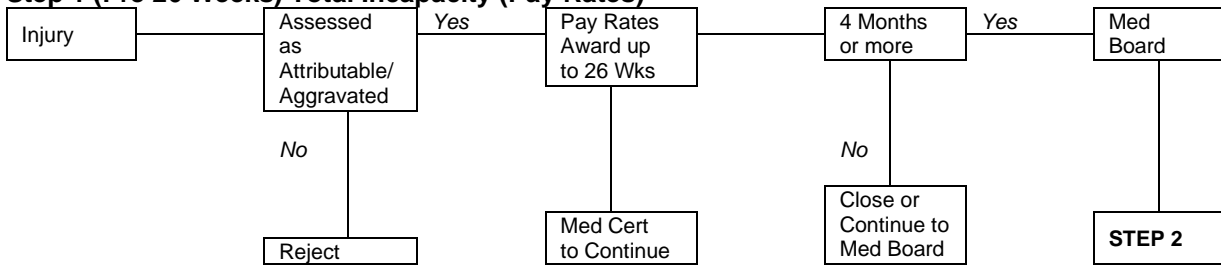 Step 1 (Pre 26 Weeks) Total Incapacity (Pay Rates)
Injury
Assessed
as
Attributable/
Aggravated
Yes
Pay Rates
Award up
to 26 Wks
4 Months
or more
Yes
Med
Board
No
No
Reject
Med Cert
to Continue
Close or
Continue to
Med Board
STEP 2